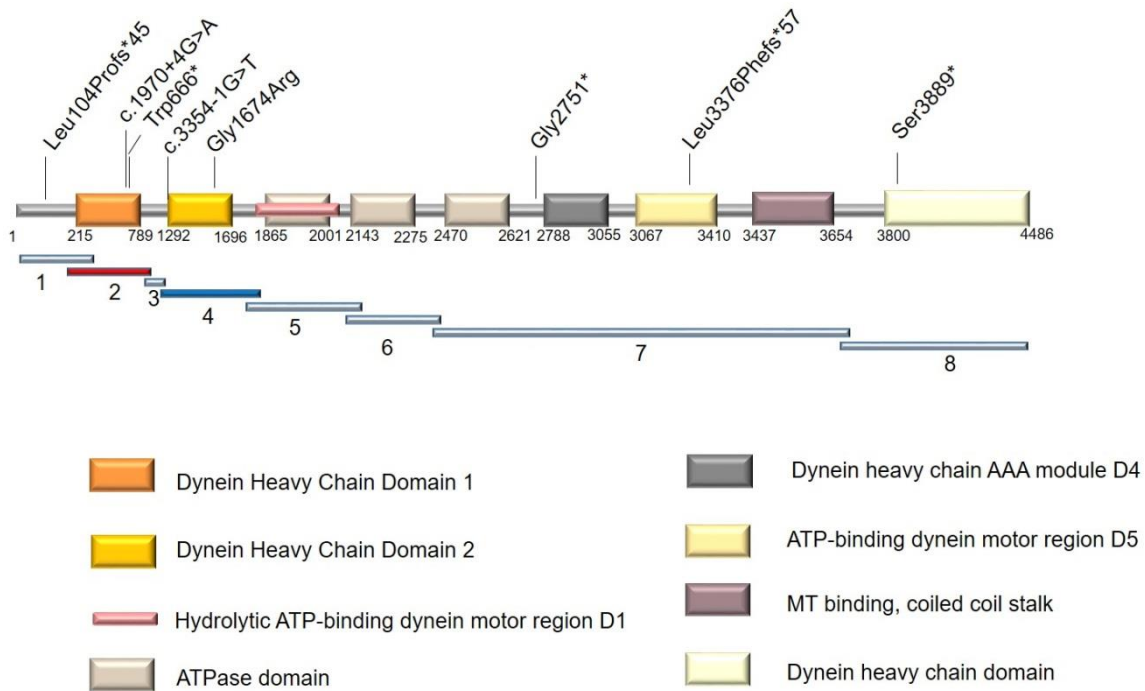 Leu104Profs*45
c.1970+4G>A
Trp666*
c.3354-1G>T
Gly1674Arg
Gly2751*
Leu3376Phefs*57
Ser3889*
1 215 789 1292 1696 1865 2001 2143 2275 2470 2621 2788 3055 3067 3410 3437 3654 3800 4486
1
2
3
4
5
6
7
8
Dynein Heavy Chain Domain 1
Dynein Heavy Chain Domain 2
Hydrolytic ATP-binding dynein motor region D1
ATPase domain
Dynein heavy chain AAA module D4
ATP-binding dynein motor region D5
MT binding, coiled coil stalk
Dynein heavy chain domain